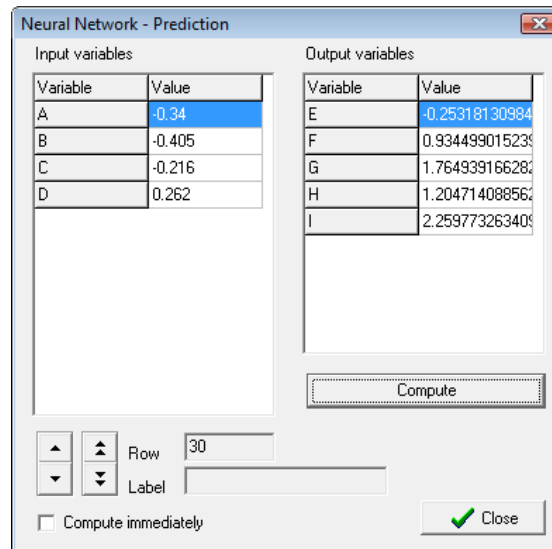 Neural Network - Prediction
Input variables
Variable Value
A -0.34
B -0.405
C -0.216
D 0.262
Output variables
Variable Value
E -0.25318130984
F 0.934499015239
G 1.764939166282
H 1.204714088562
I 2.259773263409
Compute
Row 30
Label
Compute immediately
Close